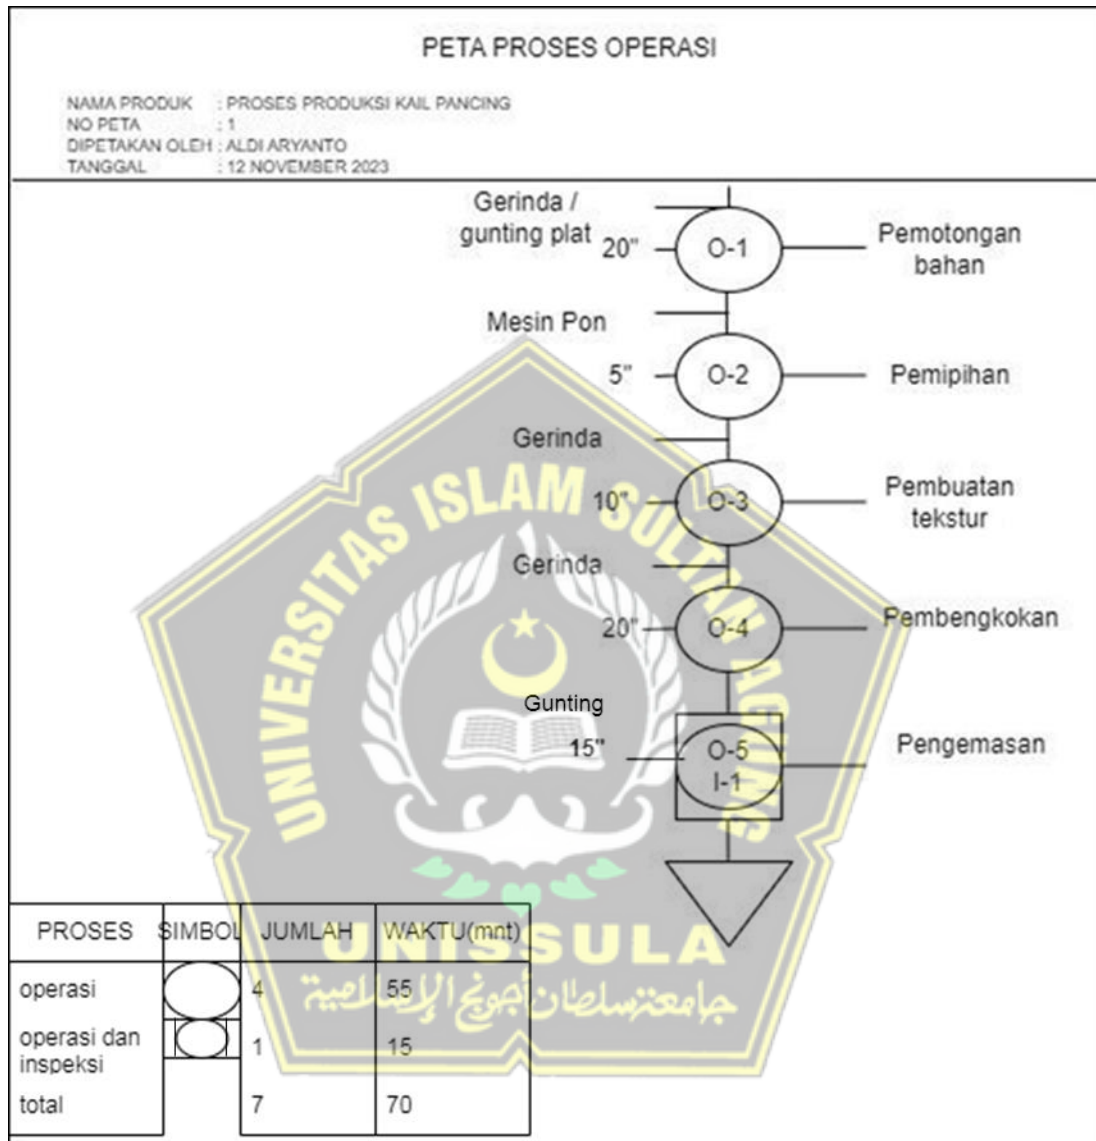 PETA PROSES OPERASI
NAMA PRODUK : PROSES PRODUKSI KAIL PANCING
NO PETA : 1
DIPETAKAN OLEH : ALDI ARYANTO
TANGGAL : 12 NOVEMBER 2023
Gerinda /
gunting plat
20"
O-1
Pemotongan
bahan
Mesin Pon
5"
O-2
Pemipihan
Gerinda
10"
O-3
Pembuatan
tekstur
Gerinda
20"
O-4
Pembengkokan
Gunting
15"
O-5
I-1
Pengemasan
UNIVERSITAS ISLAM SULTAN AGUNG
UNISSULA
جامعة سلطان أجونج الإسلامية
PROSES SIMBOL JUMLAH WAKTU(mnt)
operasi 4 55
operasi dan
inspeksi 1 15
total 7 70